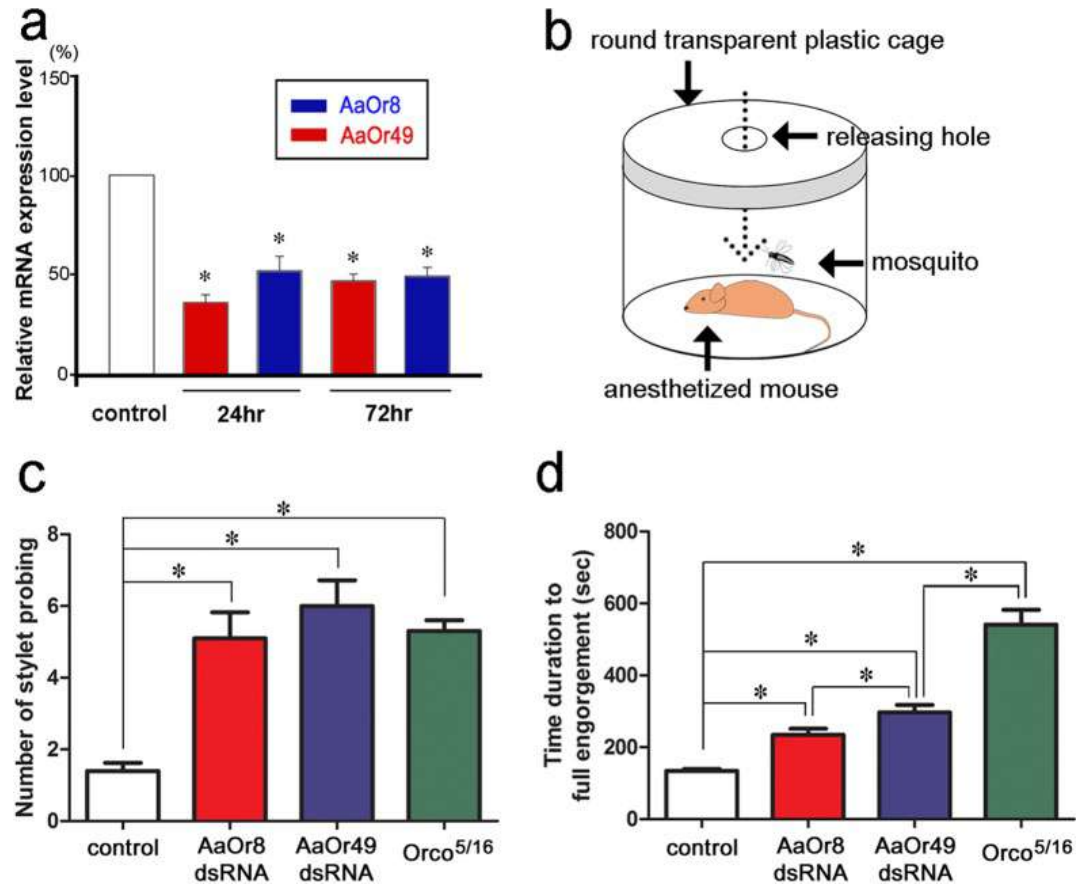 a
(%)
150
100
50
0
Relative mRNA expression level
AaOr8
AaOr49
*
*
*
*
control
24hr
72hr
b
round transparent plastic cage
releasing hole
mosquito
anesthetized mouse
c
Number of stylet probing
8
6
4
2
0
*
*
*
control
AaOr8
dsRNA
AaOr49
dsRNA
Orco5/16
d
Time duration to
full engorgement (sec)
800
600
400
200
0
*
*
*
*
*
control
AaOr8
dsRNA
AaOr49
dsRNA
Orco5/16